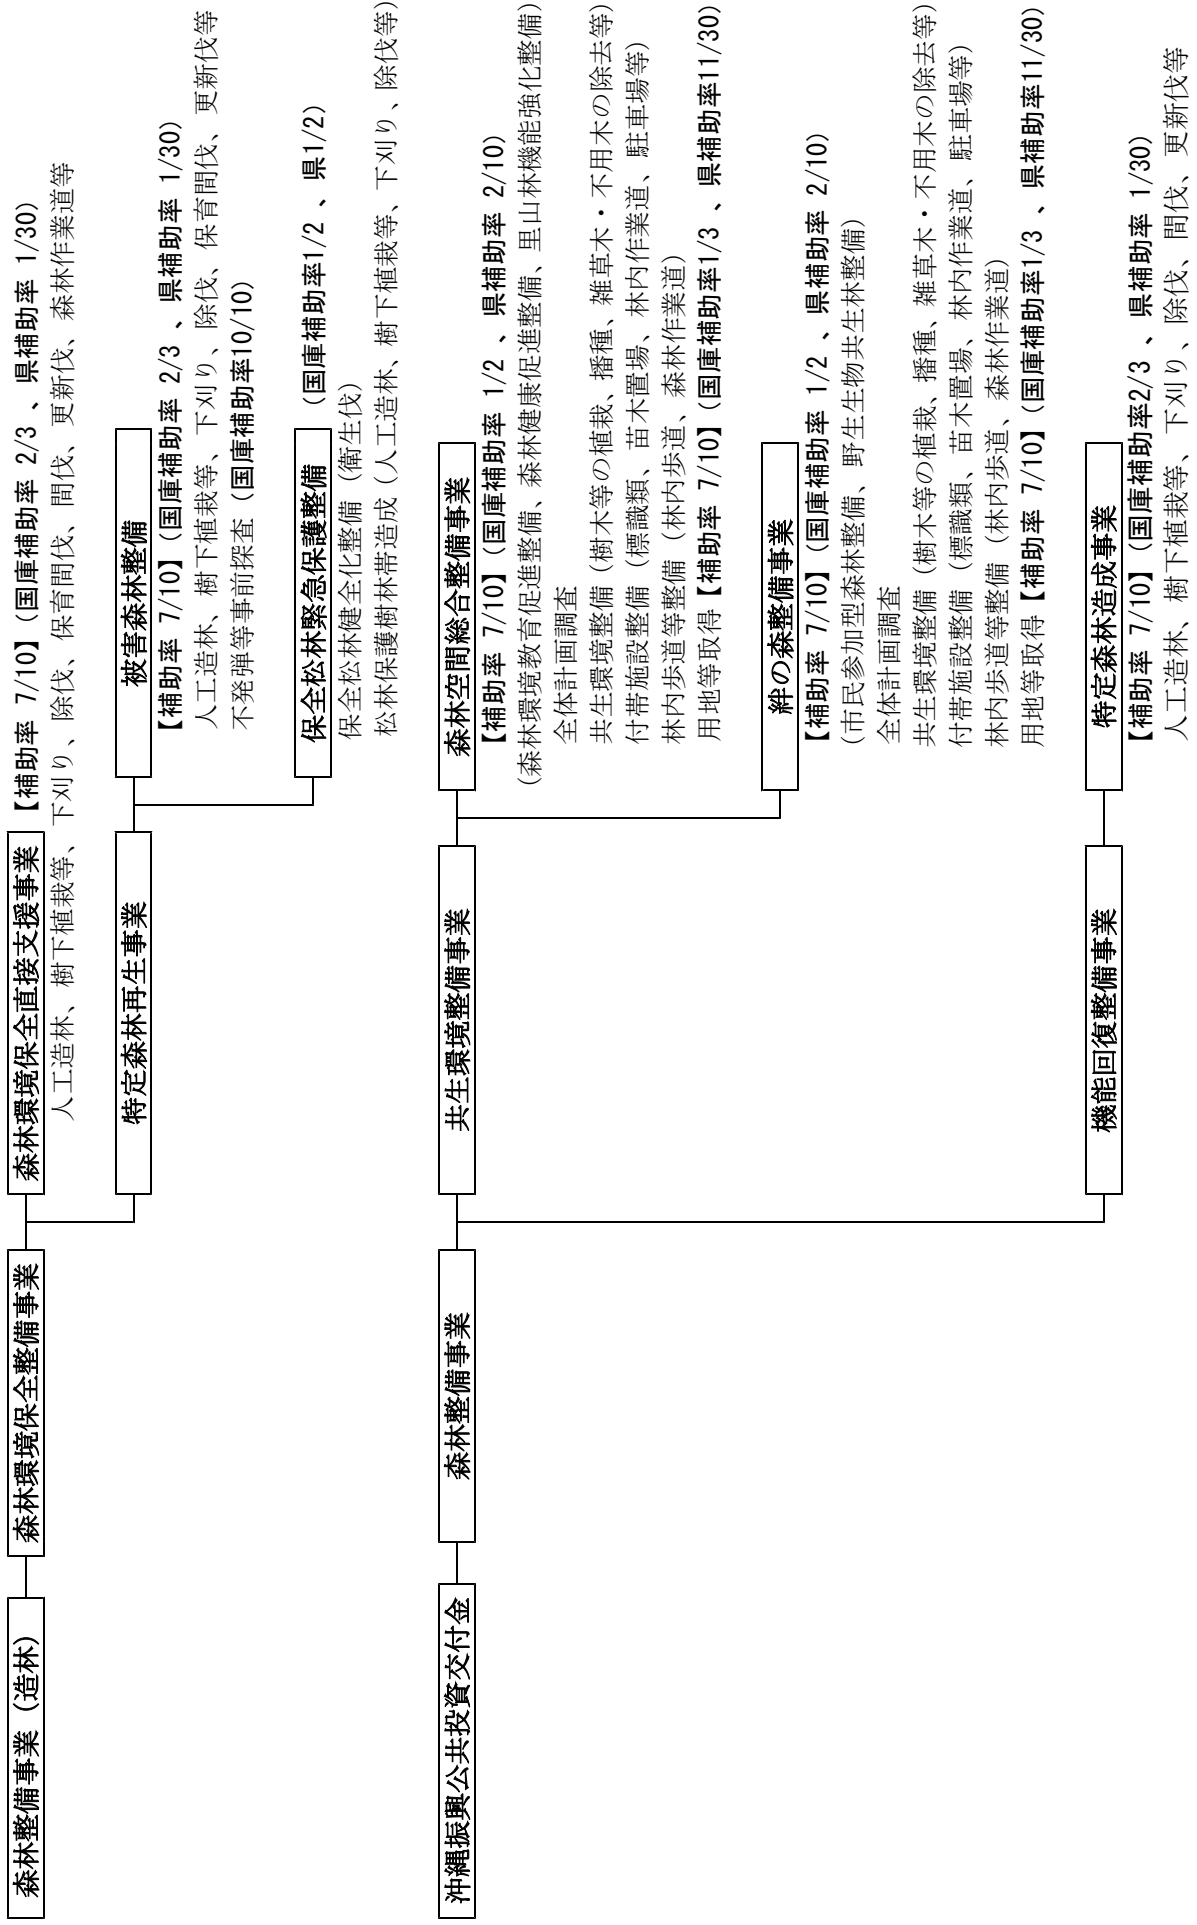 森林整備事業（造林）
森林環境保全整備事業
森林環境保全直接支援事業
【補助率 7/10】（国庫補助率 2/3 、県補助率 1/30）
人工造林、樹下植栽等、下刈り、除伐、保育間伐、間伐、更新伐、森林作業道等
特定森林再生事業
被害森林整備
【補助率 7/10】（国庫補助率 2/3 、県補助率 1/30）
人工造林、樹下植栽等、下刈り、除伐、保育間伐、更新伐等
不発弾等事前探査（国庫補助率10/10）
保全松林緊急保護整備
（国庫補助率1/2 、県1/2）
保全松林健全化整備（衛生伐）
松林保護樹林帯造成（人工造林、樹下植栽等、下刈り、除伐等）
沖縄振興公共投資交付金
森林整備事業
共生環境整備事業
森林空間総合整備事業
【補助率 7/10】（国庫補助率 1/2 、県補助率 2/10）
（森林環境教育促進整備、森林健康促進整備、里山林機能強化整備）
全体計画調査
共生環境整備（樹木等の植栽、播種、雑草木・不用木の除去等）
付帯施設整備（標識類、苗木置場、林内作業道、駐車場等）
林内歩道等整備（林内歩道、森林作業道）
用地等取得【補助率 7/10】（国庫補助率1/3 、県補助率11/30）
絆の森整備事業
【補助率 7/10】（国庫補助率 1/2 、県補助率 2/10）
（市民参加型森林整備、野生生物共生林整備）
全体計画調査
共生環境整備（樹木等の植栽、播種、雑草木・不用木の除去等）
付帯施設整備（標識類、苗木置場、林内作業道、駐車場等）
林内歩道等整備（林内歩道、森林作業道）
用地等取得【補助率 7/10】（国庫補助率1/3 、県補助率11/30）
機能回復整備事業
特定森林造成事業
【補助率 7/10】（国庫補助率2/3 、県補助率 1/30）
人工造林、樹下植栽等、下刈り、除伐、間伐、更新伐等